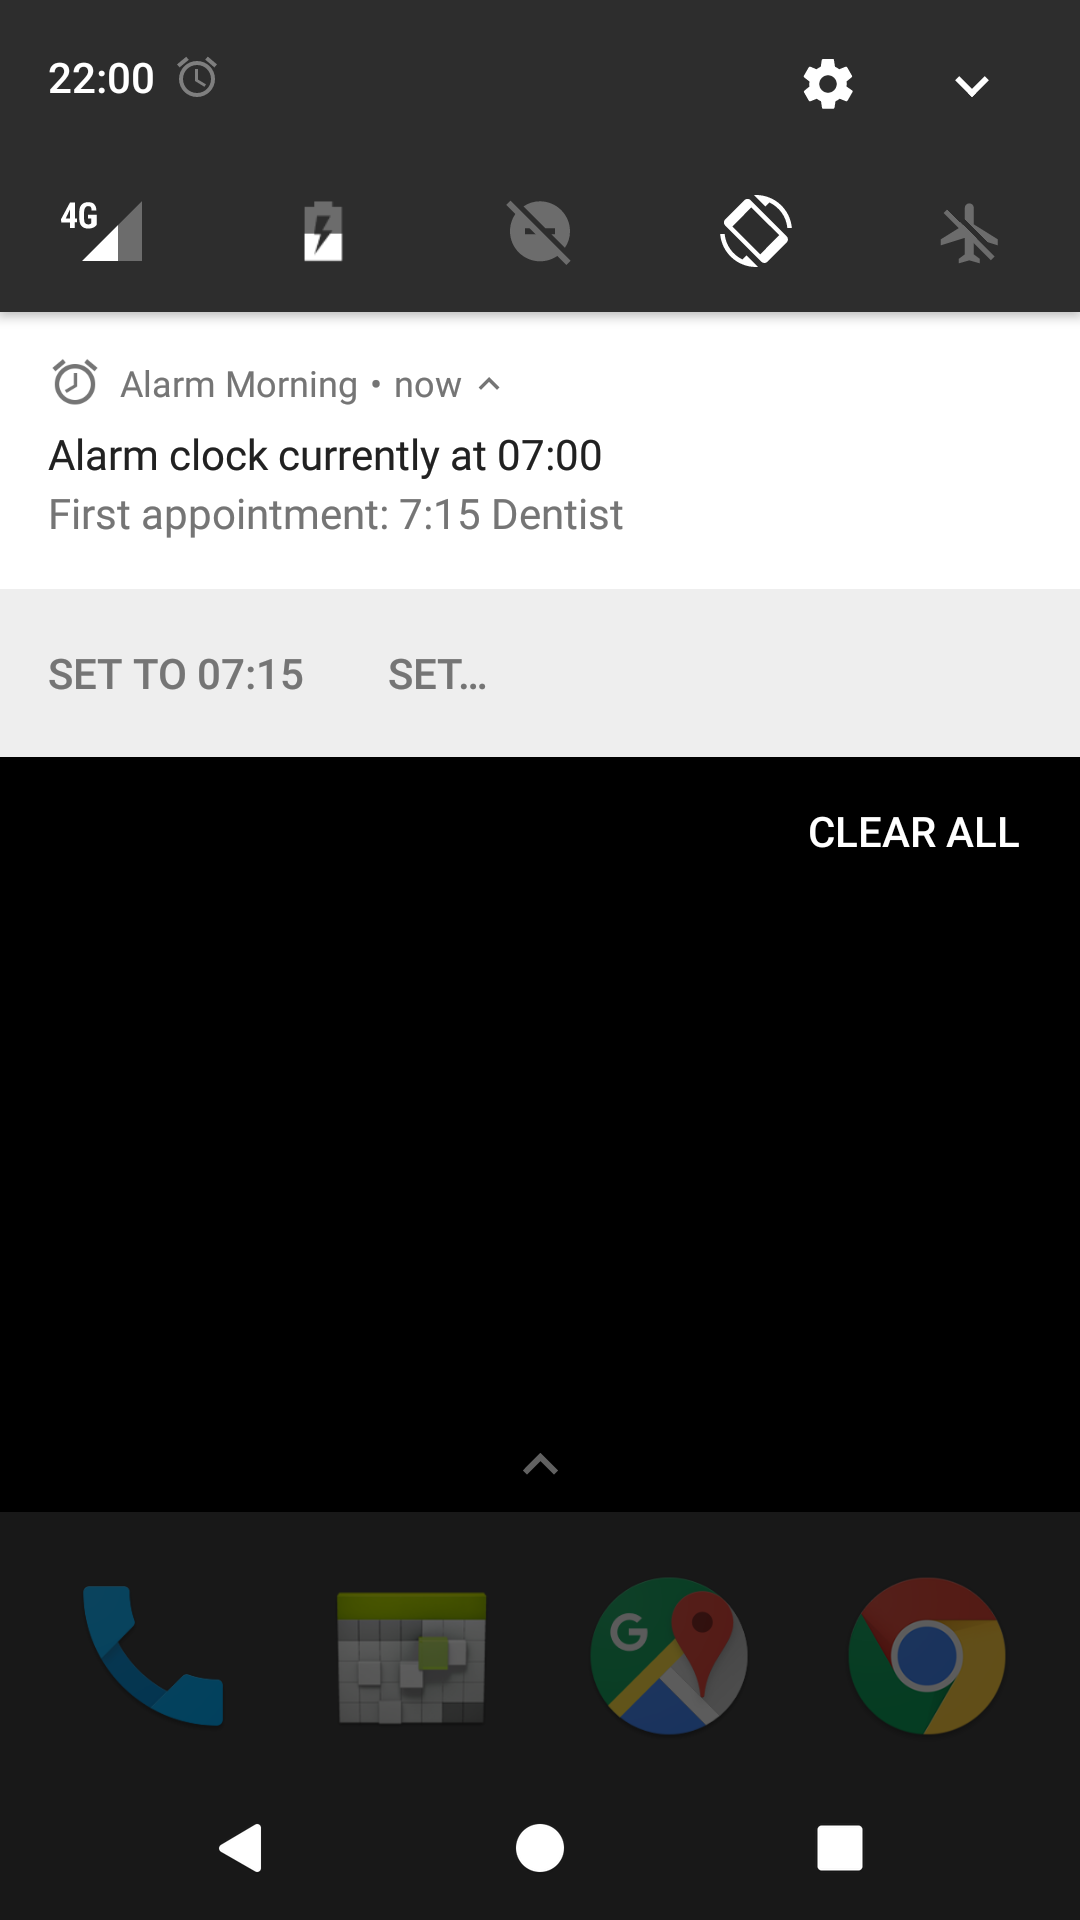 22:00
4G
Alarm Morning • now
Alarm clock currently at 07:00
First appointment: 7:15 Dentist
SET TO 07:15 SET...
CLEAR ALL
G